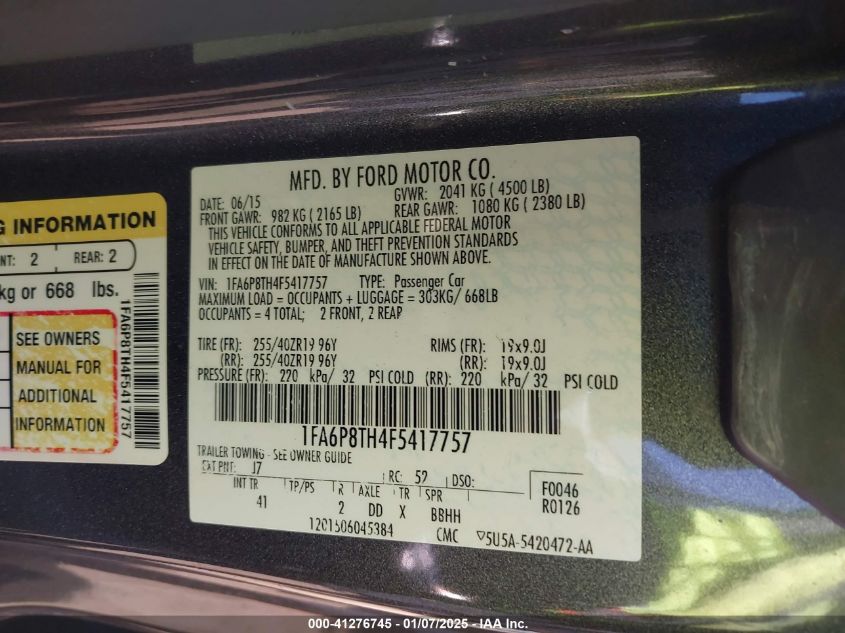 G INFORMATION
NT: 2 REAR: 2
kg or 668 lbs.
SEE OWNERS
MANUAL FOR
ADDITIONAL
INFORMATION
1FA6P8TH4F5417757
MFD. BY FORD MOTOR CO.
DATE: 06/15 GVWR: 2041 KG ( 4500 LB)
FRONT GAWR: 982 KG ( 2165 LB) REAR GAWR: 1080 KG ( 2380 LB)
THIS VEHICLE CONFORMS TO ALL APPLICABLE FEDERAL MOTOR
VEHICLE SAFETY, BUMPER, AND THEFT PREVENTION STANDARDS
IN EFFECT ON THE DATE OF MANUFACTURE SHOWN ABOVE.
VIN: 1FA6P8TH4F5417757 TYPE: Passenger Car
MAXIMUM LOAD = OCCUPANTS + LUGGAGE = 303KG/ 668LB
OCCUPANTS = 4 TOTAL; 2 FRONT, 2 REAR
TIRE (FR): 255/40ZR19 96Y RIMS (FR): 19x9.0J
(RR): 255/40ZR19 96Y (RR): 19x9.0J
PRESSURE (FR): 220 kPa/ 32 PSI COLD (RR): 220 kPa/ 32 PSI COLD
1FA6P8TH4F5417757
TRAILER TOWING - SEE OWNER GUIDE
EXT PNT: J7 RC: 52 DSO: F0046
INT TR TP/PS R AXLE TR SPR R0126
41 2 DD X BBHH
1201506045384 CMC ▽5U5A-5420472-AA
000-41276745 - 01/07/2025 - IAA Inc.